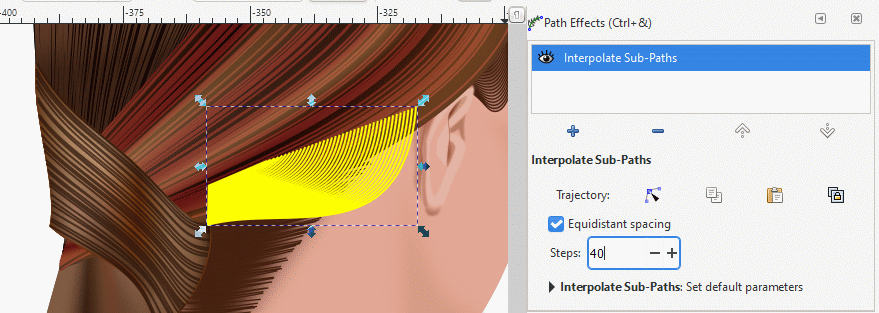 -400
-350
-325
-3
Path Effects (Ctrl+&)
Interpolate Sub-Paths
Interpolate Sub-Paths
Trajectory:
Equidistant spacing
Steps: 40
Interpolate Sub-Paths: Set default parameters